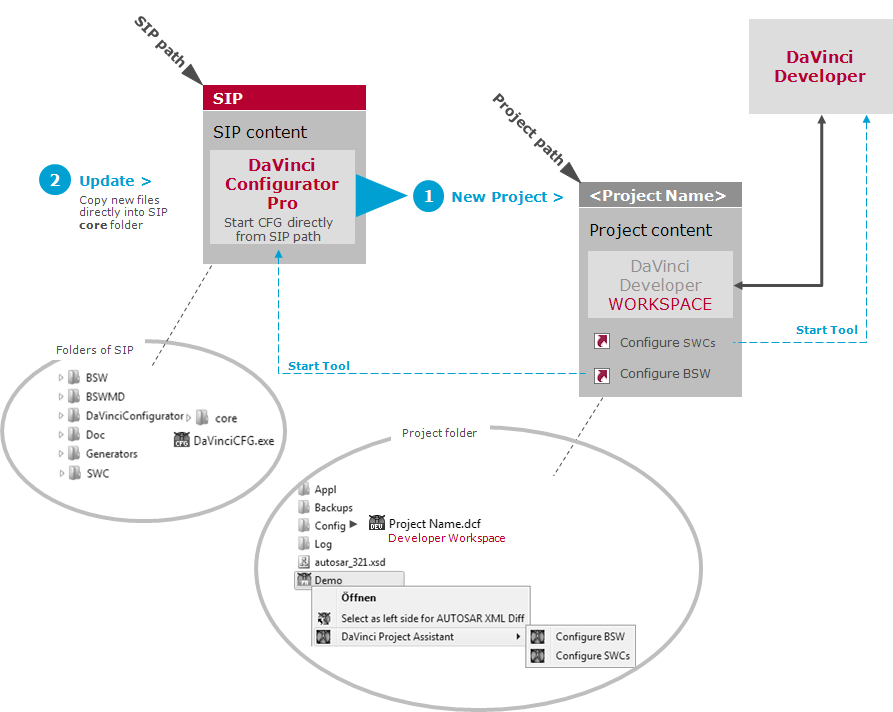 SIP path
SIP
SIP content
DaVinci
Configurator
Pro
Start CFG directly
from SIP path
2
Update >
Copy new files
directly into SIP
core folder
1
New Project >
Project path
<Project Name>
Project content
DaVinci
Developer
WORKSPACE
Configure SWCs
Configure BSW
DaVinci
Developer
Start Tool
Start Tool
Folders of SIP
BSW
BSWMD
DaVinciConfigurator
core
Doc
CFG
DaVinciCFG.exe
Generators
SWC
Project folder
Appl
Backups
Config
DEV
Project Name.dcf
Developer Workspace
Log
autosar_321.xsd
Demo
Öffnen
Select as left side for AUTOSAR XML Diff
DaVinci Project Assistant
Configure BSW
Configure SWCs